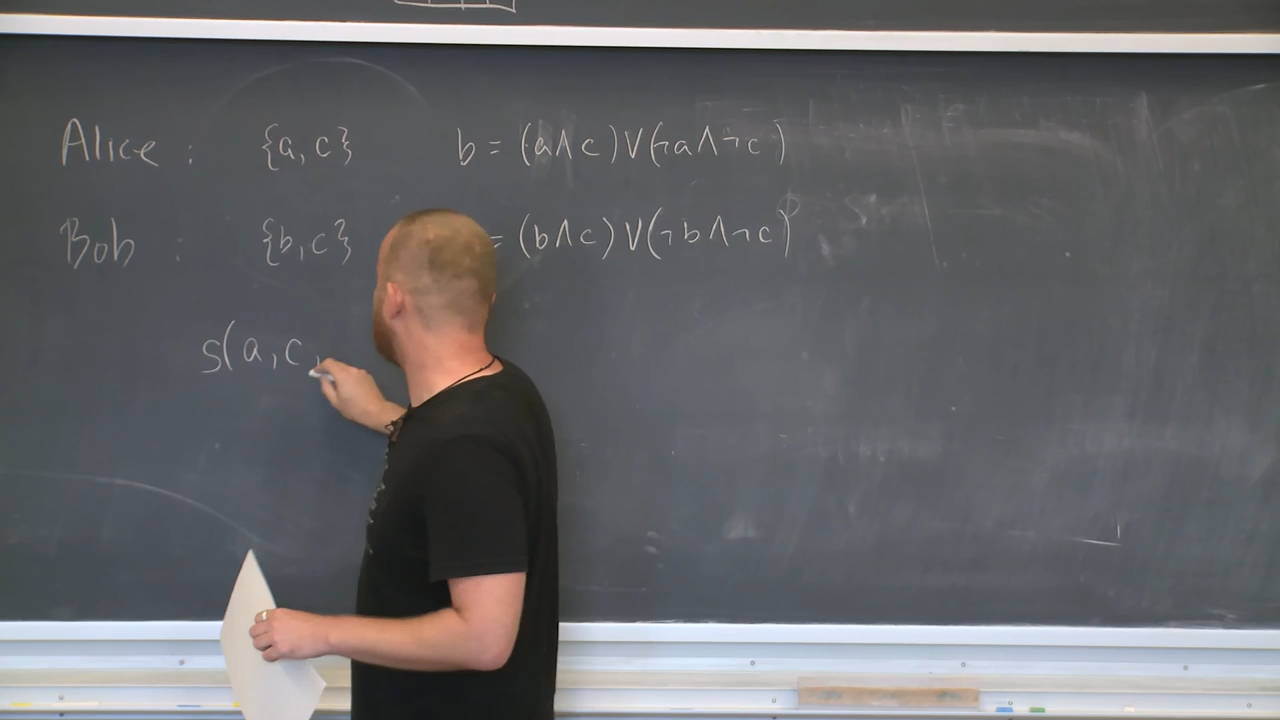 Alice : {a, c} b = (a∧c)∨(¬a∧¬c)
Bob : {b, c} = (b∧c)∨(¬b∧¬c)
s(a, c,